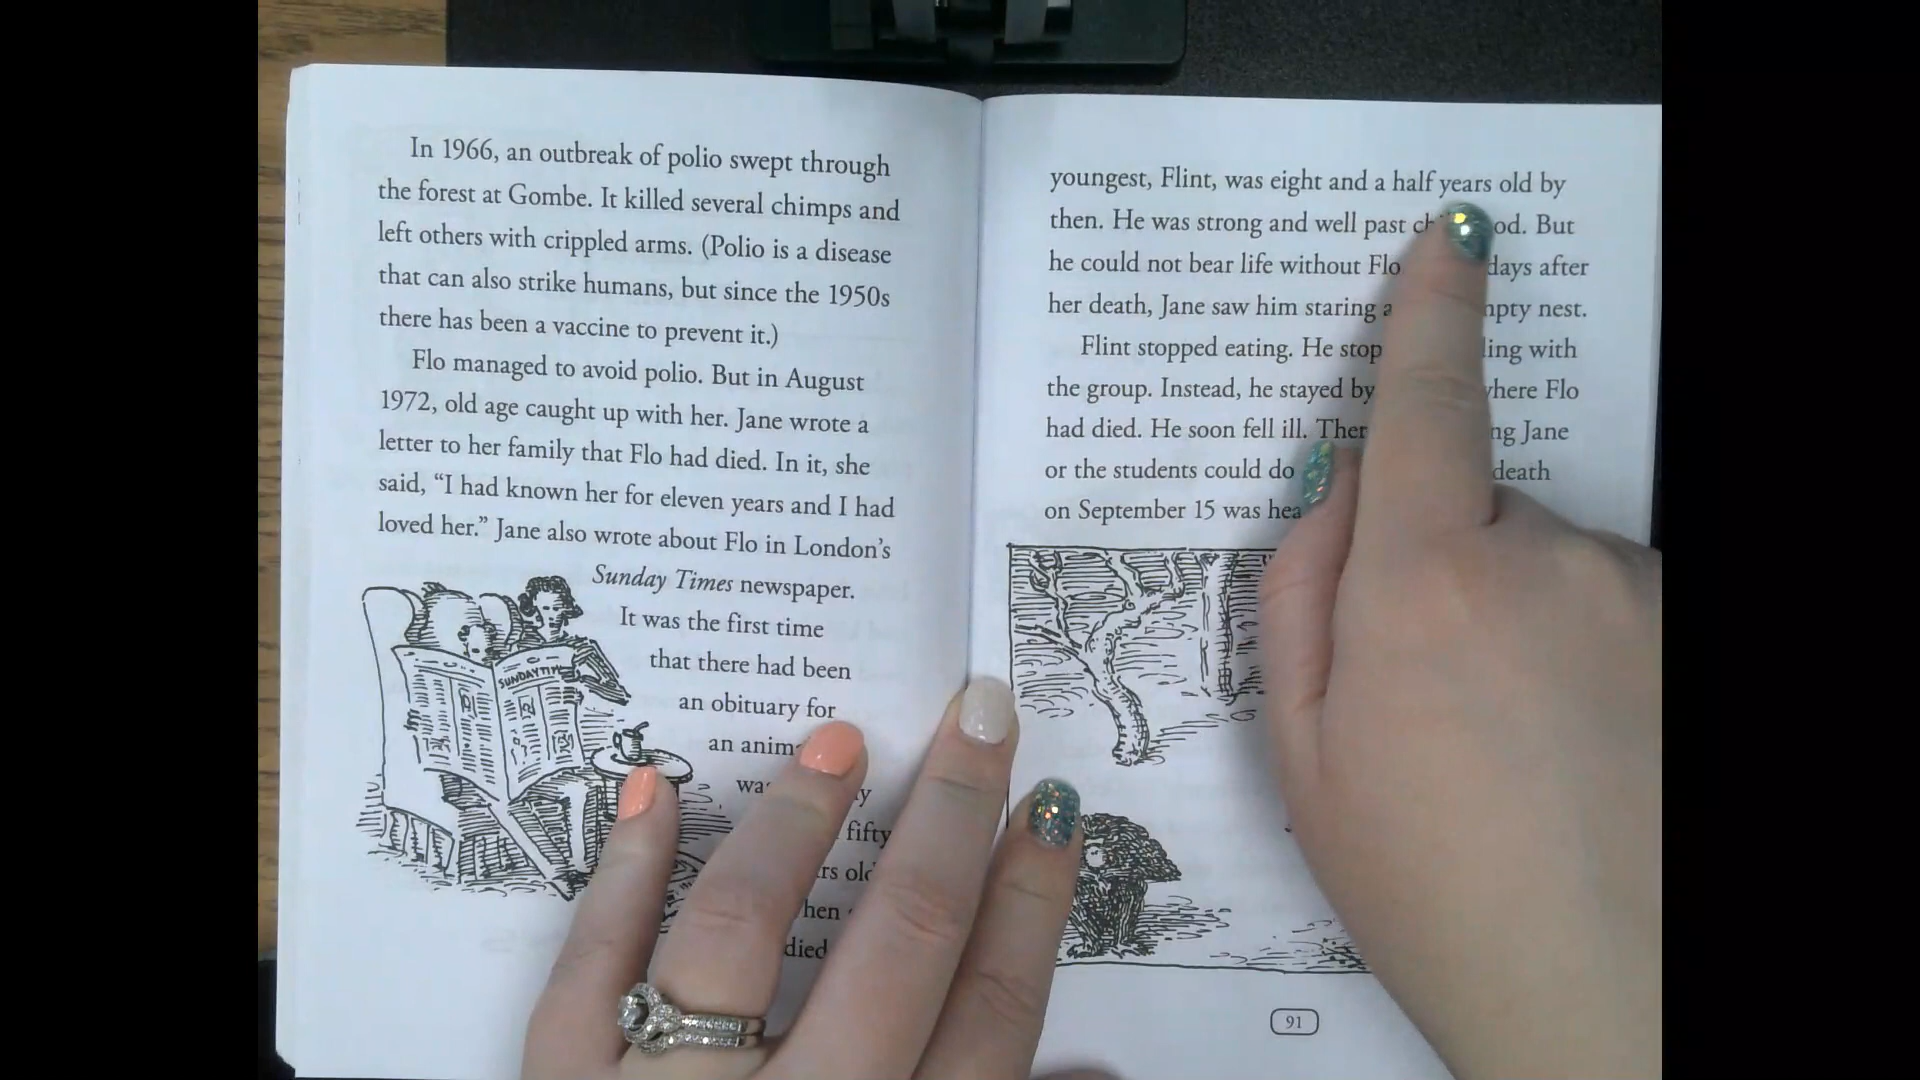 In 1966, an outbreak of polio swept through
the forest at Gombe. It killed several chimps and
left others with crippled arms. (Polio is a disease
that can also strike humans, but since the 1950s
there has been a vaccine to prevent it.)
Flo managed to avoid polio. But in August
1972, old age caught up with her. Jane wrote a
letter to her family that Flo had died. In it, she
said, “I had known her for eleven years and I had
loved her.” Jane also wrote about Flo in London’s
Sunday Times newspaper.
It was the first time
that there had been
an obituary for
an
fifty
died
SUNDAY TIMES
youngest, Flint, was eight and a half years old by
then. He was strong and well past But
he could not bear life without Flo days after
her death, Jane saw him staring nest.
Flint stopped eating. He with
the group. Instead, he stayed by where Flo
had died. He soon fell ill. Jane
or the students could do death
on September 15 was
91